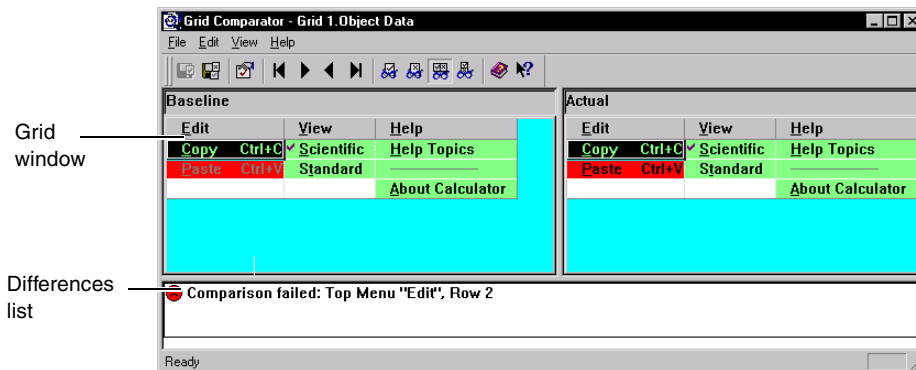 Grid Comparator - Grid 1.Object Data
File Edit View Help
Baseline
Edit View Help
Copy Ctrl+C Scientific Help Topics
Paste Ctrl+V Standard
About Calculator
Actual
Edit View Help
Copy Ctrl+C Scientific Help Topics
Paste Ctrl+V Standard
About Calculator
Grid
window
Differences
list
Comparison failed: Top Menu "Edit", Row 2
Ready